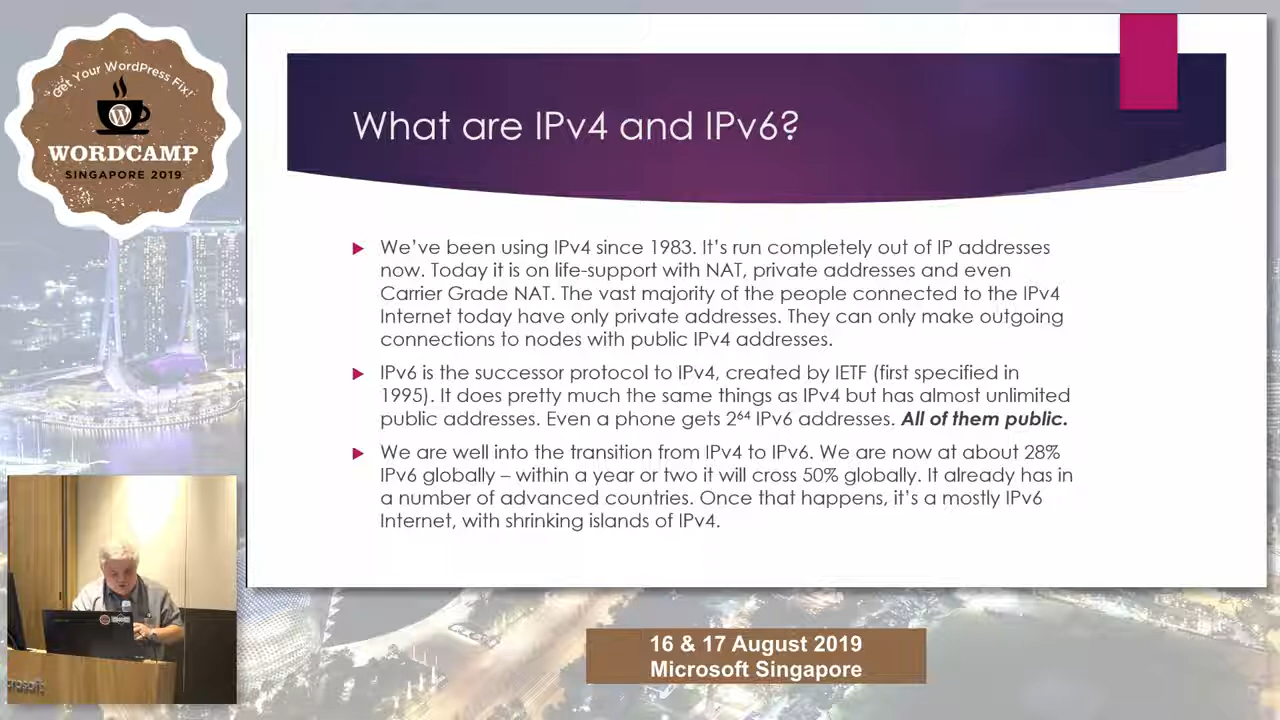 Get Your WordPress Fix!
WORDCAMP
SINGAPORE 2019
What are IPv4 and IPv6?
We’ve been using IPv4 since 1983. It’s run completely out of IP addresses
now. Today it is on life-support with NAT, private addresses and even
Carrier Grade NAT. The vast majority of the people connected to the IPv4
Internet today have only private addresses. They can only make outgoing
connections to nodes with public IPv4 addresses.
IPv6 is the successor protocol to IPv4, created by IETF (first specified in
1995). It does pretty much the same things as IPv4 but has almost unlimited
public addresses. Even a phone gets 2⁶⁴ IPv6 addresses. All of them public.
We are well into the transition from IPv4 to IPv6. We are now at about 28%
IPv6 globally – within a year or two it will cross 50% globally. It already has in
a number of advanced countries. Once that happens, it’s a mostly IPv6
Internet, with shrinking islands of IPv4.
16 & 17 August 2019
Microsoft Singapore